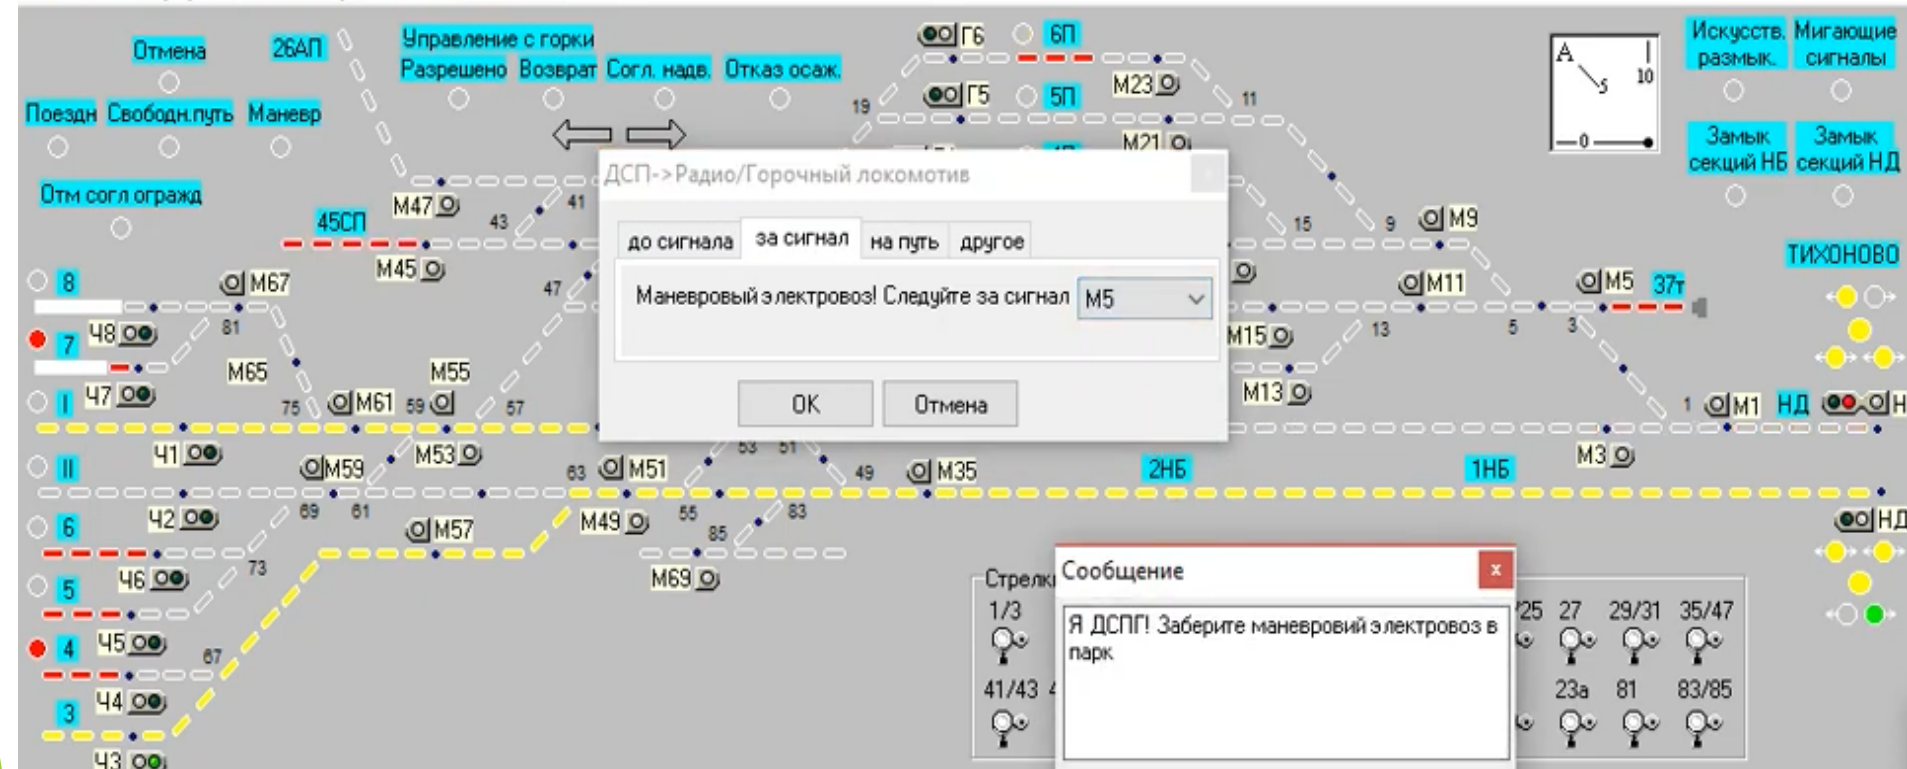 Отмена
26АП
Управление с горки
Разрешено Возврат Согл. надв. Отказ осаж.
Поездн Свободн.путь Маневр
Отм согл огражд
Г6 6П
Г5 5П
М23
М21
19
11
А
5
10
0
Искусств. размык.
Мигающие сигналы
Замык секций НБ
Замык секций НД
ТИХОНОВО
45СП
М47
43
41
М45
47
ДСП->Радио/Горочный локомотив
до сигнала за сигнал на путь другое
Маневровый электровоз! Следуйте за сигнал М5
OK Отмена
15
9
М9
М11
М5 37т
М15
13
5
3
М13
8
М67
Ч8
81
7
М65
М55
Ч7
I
75
М61
59
57
1
М1 НД Н
Ч1
М53
53 51
М3
II
М59
63
М51
49
М35
2НБ
1НБ
Ч2
69
61
М57
М49
55
83
85
НД
6
Ч6
73
М69
5
Ч5
4
67
Ч4
3
Ч3
Сообщение
x
Я ДСПГ! Заберите маневровий электровоз в
парк
1/3
/25 27 29/31 35/47
41/43
23а 81 83/85